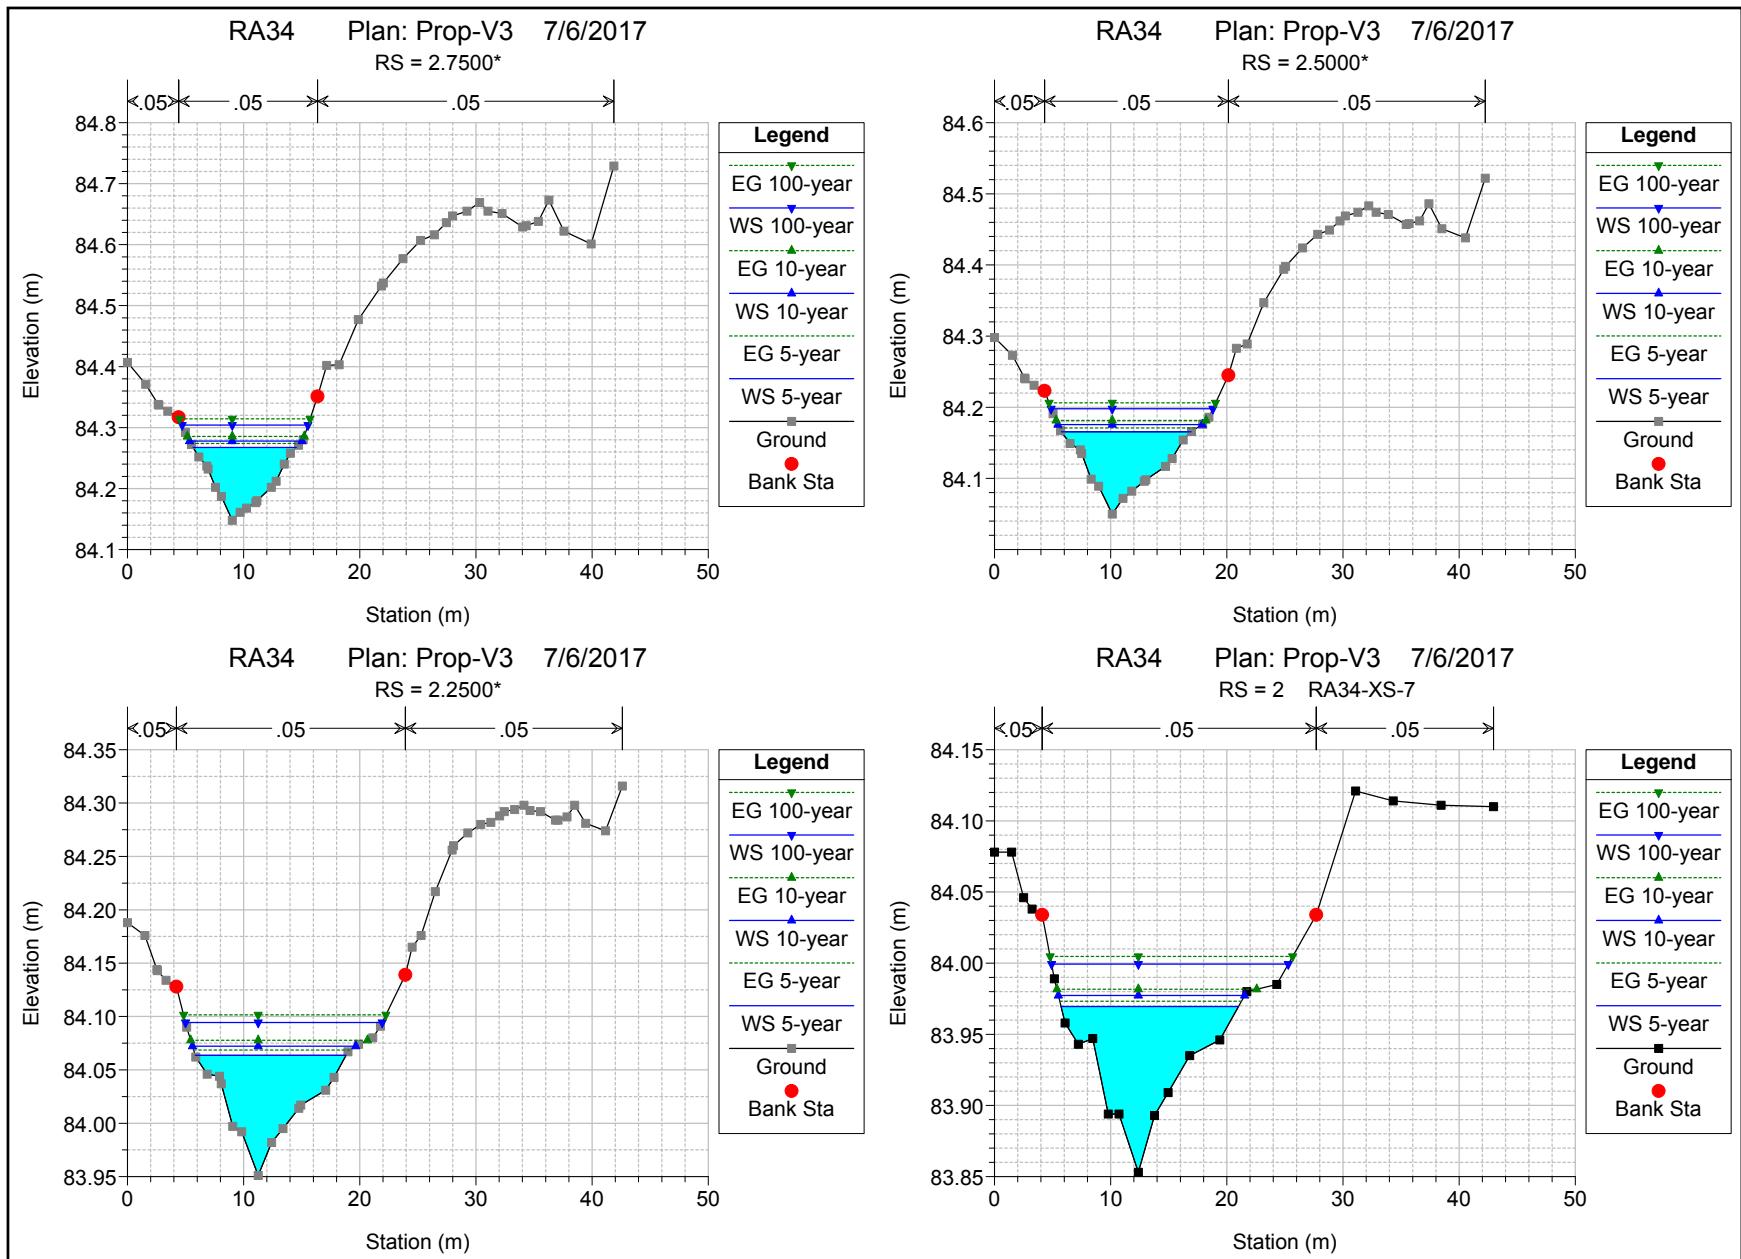 RA34 Plan: Prop-V3 7/6/2017
RS = 2.7500*
.05 .05 .05
84.8
84.7
84.6
84.5
84.4
84.3
84.2
84.1
Elevation (m)
0 10 20 30 40 50
Station (m)
Legend
EG 100-year
WS 100-year
EG 10-year
WS 10-year
EG 5-year
WS 5-year
Ground
Bank Sta
RA34 Plan: Prop-V3 7/6/2017
RS = 2.5000*
.05 .05 .05
84.6
84.5
84.4
84.3
84.2
84.1
Elevation (m)
0 10 20 30 40 50
Station (m)
Legend
EG 100-year
WS 100-year
EG 10-year
WS 10-year
EG 5-year
WS 5-year
Ground
Bank Sta
RA34 Plan: Prop-V3 7/6/2017
RS = 2.2500*
.05 .05 .05
84.35
84.30
84.25
84.20
84.15
84.10
84.05
84.00
83.95
Elevation (m)
0 10 20 30 40 50
Station (m)
Legend
EG 100-year
WS 100-year
EG 10-year
WS 10-year
EG 5-year
WS 5-year
Ground
Bank Sta
RA34 Plan: Prop-V3 7/6/2017
RS = 2 RA34-XS-7
.05 .05 .05
84.15
84.10
84.05
84.00
83.95
83.90
83.85
Elevation (m)
0 10 20 30 40 50
Station (m)
Legend
EG 100-year
WS 100-year
EG 10-year
WS 10-year
EG 5-year
WS 5-year
Ground
Bank Sta